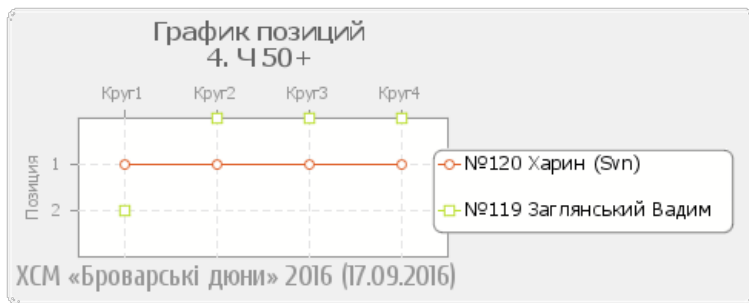 График позиций
4. Ч 50+
Круг1 Круг2 Круг3 Круг4
Позиция
1
2
№120 Харин (Svn)
№119 Заглянський Вадим
ХСМ «Броварські дюни» 2016 (17.09.2016)